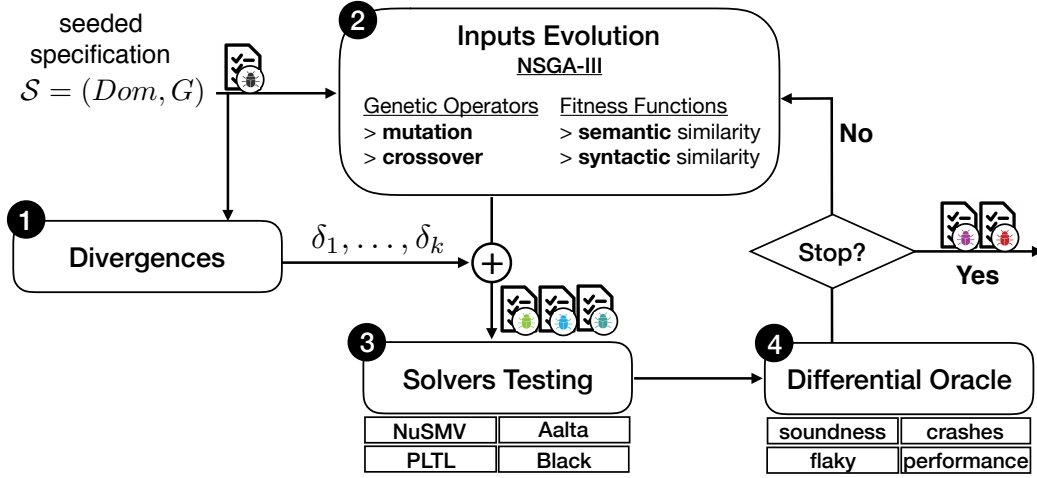 seeded
specification
S = (Dom, G)
2
Inputs Evolution
NSGA-III
Genetic Operators
> mutation
> crossover
Fitness Functions
> semantic similarity
> syntactic similarity
No
1
Divergences
δ₁, . . . , δₖ
+
Stop?
Yes
3
Solvers Testing
NuSMV
Aalta
PLTL
Black
4
Differential Oracle
soundness
crashes
flaky
performance